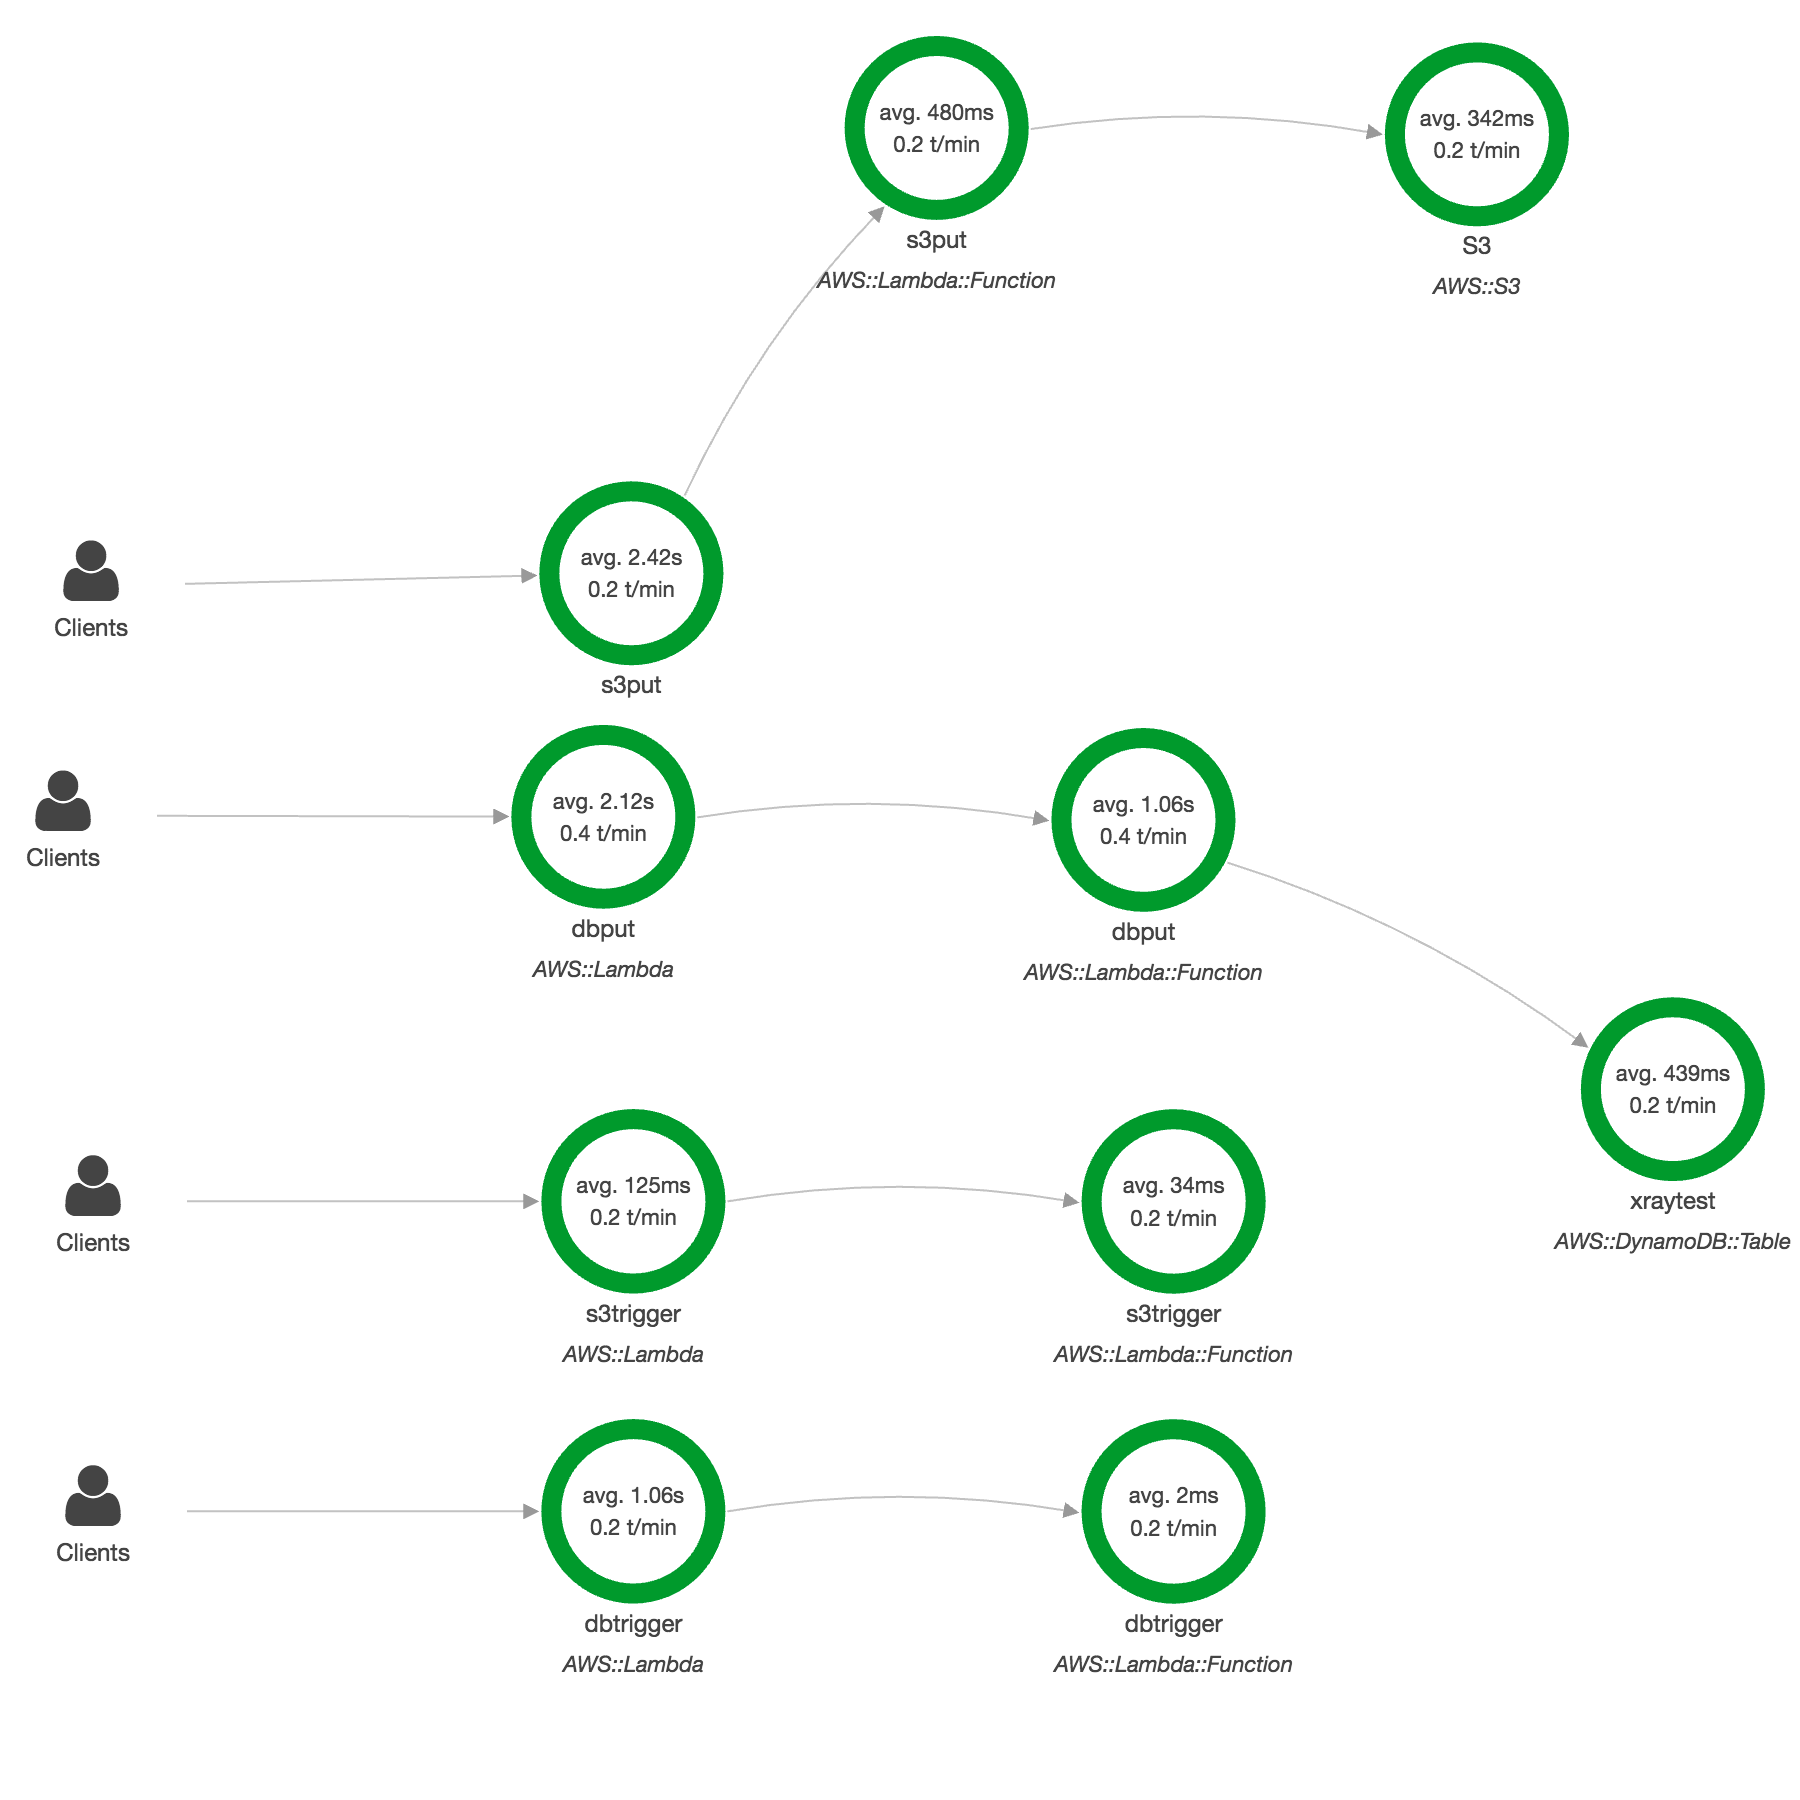 avg. 480ms
0.2 t/min
s3put
AWS::Lambda::Function
avg. 342ms
0.2 t/min
S3
AWS::S3
Clients
avg. 2.42s
0.2 t/min
s3put
Clients
avg. 2.12s
0.4 t/min
dbput
AWS::Lambda
avg. 1.06s
0.4 t/min
dbput
AWS::Lambda::Function
avg. 439ms
0.2 t/min
xraytest
AWS::DynamoDB::Table
Clients
avg. 125ms
0.2 t/min
s3trigger
AWS::Lambda
avg. 34ms
0.2 t/min
s3trigger
AWS::Lambda::Function
Clients
avg. 1.06s
0.2 t/min
dbtrigger
AWS::Lambda
avg. 2ms
0.2 t/min
dbtrigger
AWS::Lambda::Function